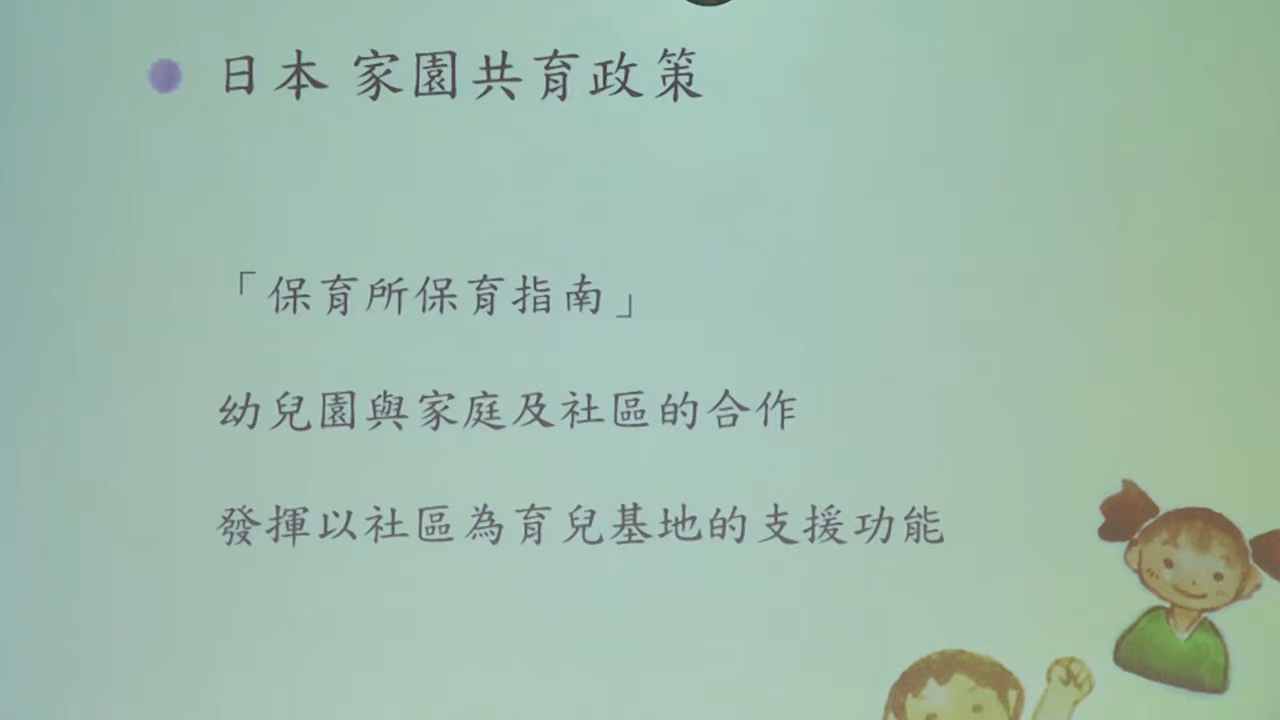 日本 家園共育政策
「保育所保育指南」
幼兒園與家庭及社區的合作
發揮以社區為育兒基地的支援功能